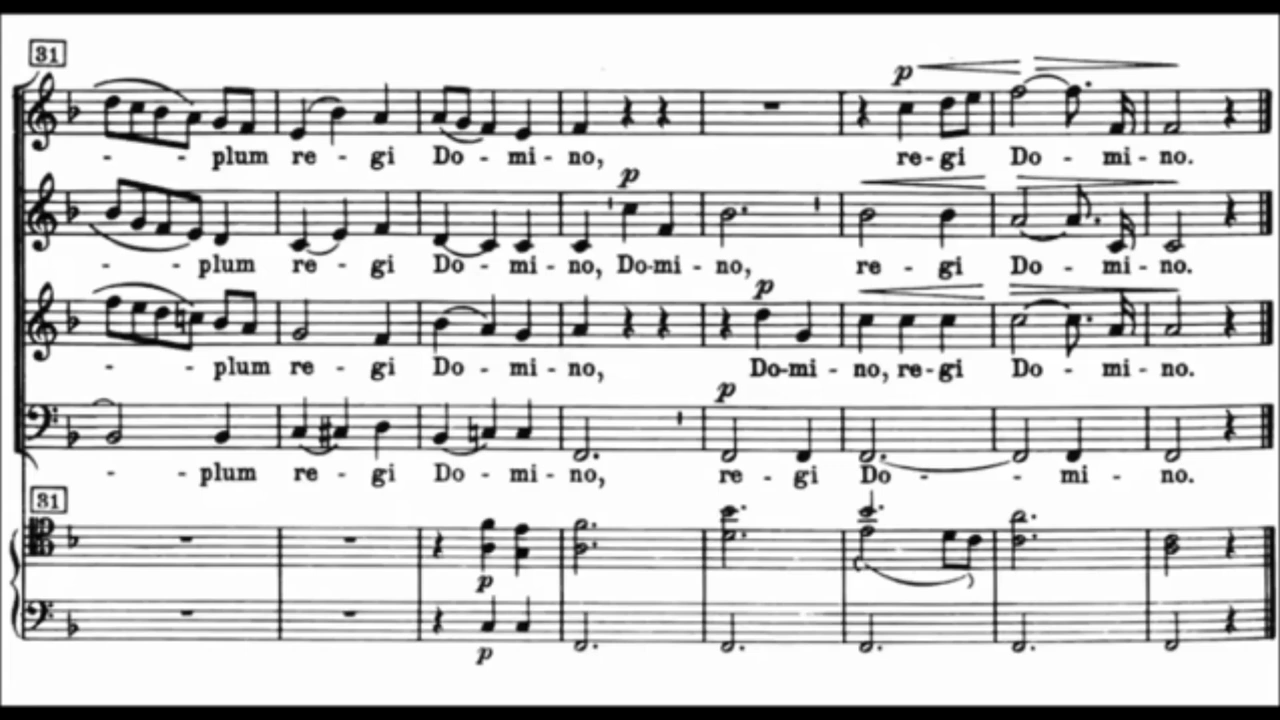 31
p
- - plum re - gi Do - mi - no, re-gi Do - mi - no.
p
- - plum re - gi Do - mi - no, Do-mi - no, re - gi Do - mi - no.
p
- - plum re - gi Do - mi - no, Do-mi - no, re-gi Do - mi - no.
p
- - plum re - gi Do - mi - no, re - gi Do - - mi - no.
31
p
p